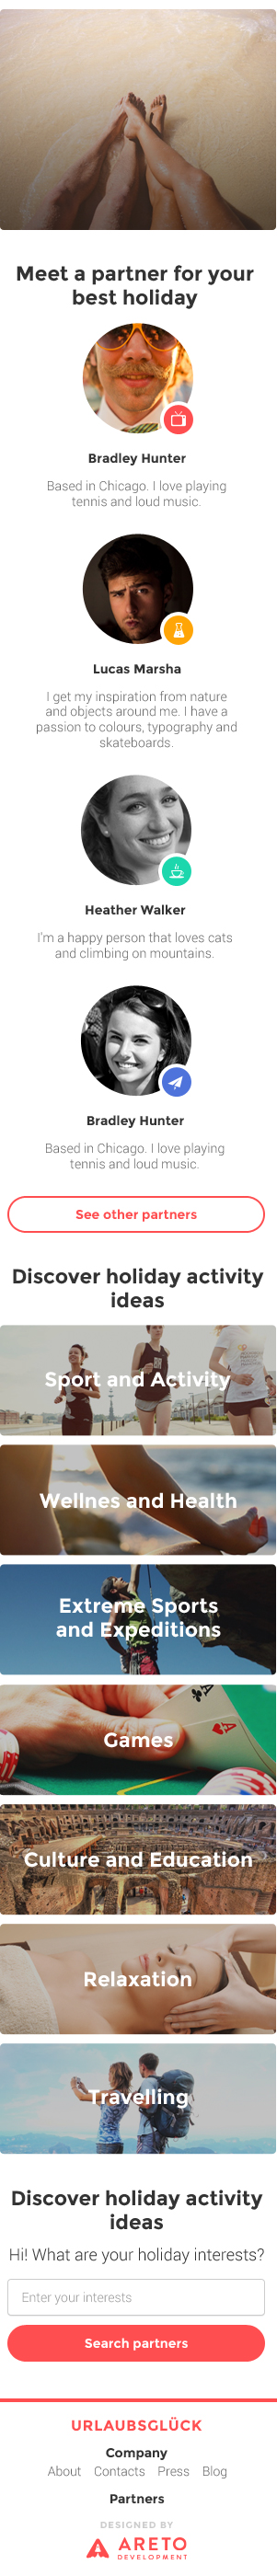 Meet a partner for your
best holiday
Bradley Hunter
Based in Chicago. I love playing
tennis and loud music.
Lucas Marsha
I get my inspiration from nature
and objects around me. I have a
passion to colours, typography and
skateboards.
Heather Walker
I'm a happy person that loves cats
and climbing on mountains.
Bradley Hunter
Based in Chicago. I love playing
tennis and loud music.
See other partners
Discover holiday activity
ideas
Sport and Activity
Wellnes and Health
Extreme Sports
and Expeditions
Games
Culture and Education
Relaxation
Travelling
Discover holiday activity
ideas
Hi! What are your holiday interests?
Enter your interests
Search partners
URLAUBSGLÜCK
Company
About Contacts Press Blog
Partners
DESIGNED BY
ARETO
DEVELOPMENT